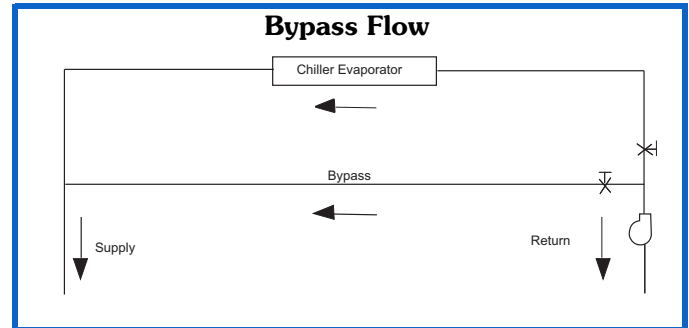 Bypass Flow
Chiller Evaporator
Bypass
Supply
Return